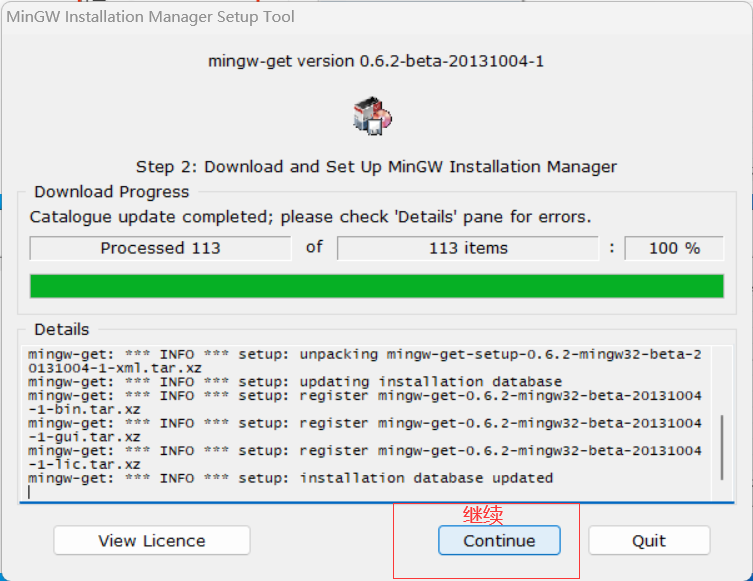 MinGW Installation Manager Setup Tool
mingw-get version 0.6.2-beta-20131004-1
Step 2: Download and Set Up MinGW Installation Manager
Download Progress
Catalogue update completed; please check 'Details' pane for errors.
Processed 113 of 113 items : 100 %
Details
mingw-get: *** INFO *** setup: unpacking mingw-get-setup-0.6.2-mingw32-beta-2
0131004-1-xml.tar.xz
mingw-get: *** INFO *** setup: updating installation database
mingw-get: *** INFO *** setup: register mingw-get-0.6.2-mingw32-beta-20131004
-1-bin.tar.xz
mingw-get: *** INFO *** setup: register mingw-get-0.6.2-mingw32-beta-20131004
-1-gui.tar.xz
mingw-get: *** INFO *** setup: register mingw-get-0.6.2-mingw32-beta-20131004
-1-lic.tar.xz
mingw-get: *** INFO *** setup: installation database updated
继续
View Licence Continue Quit